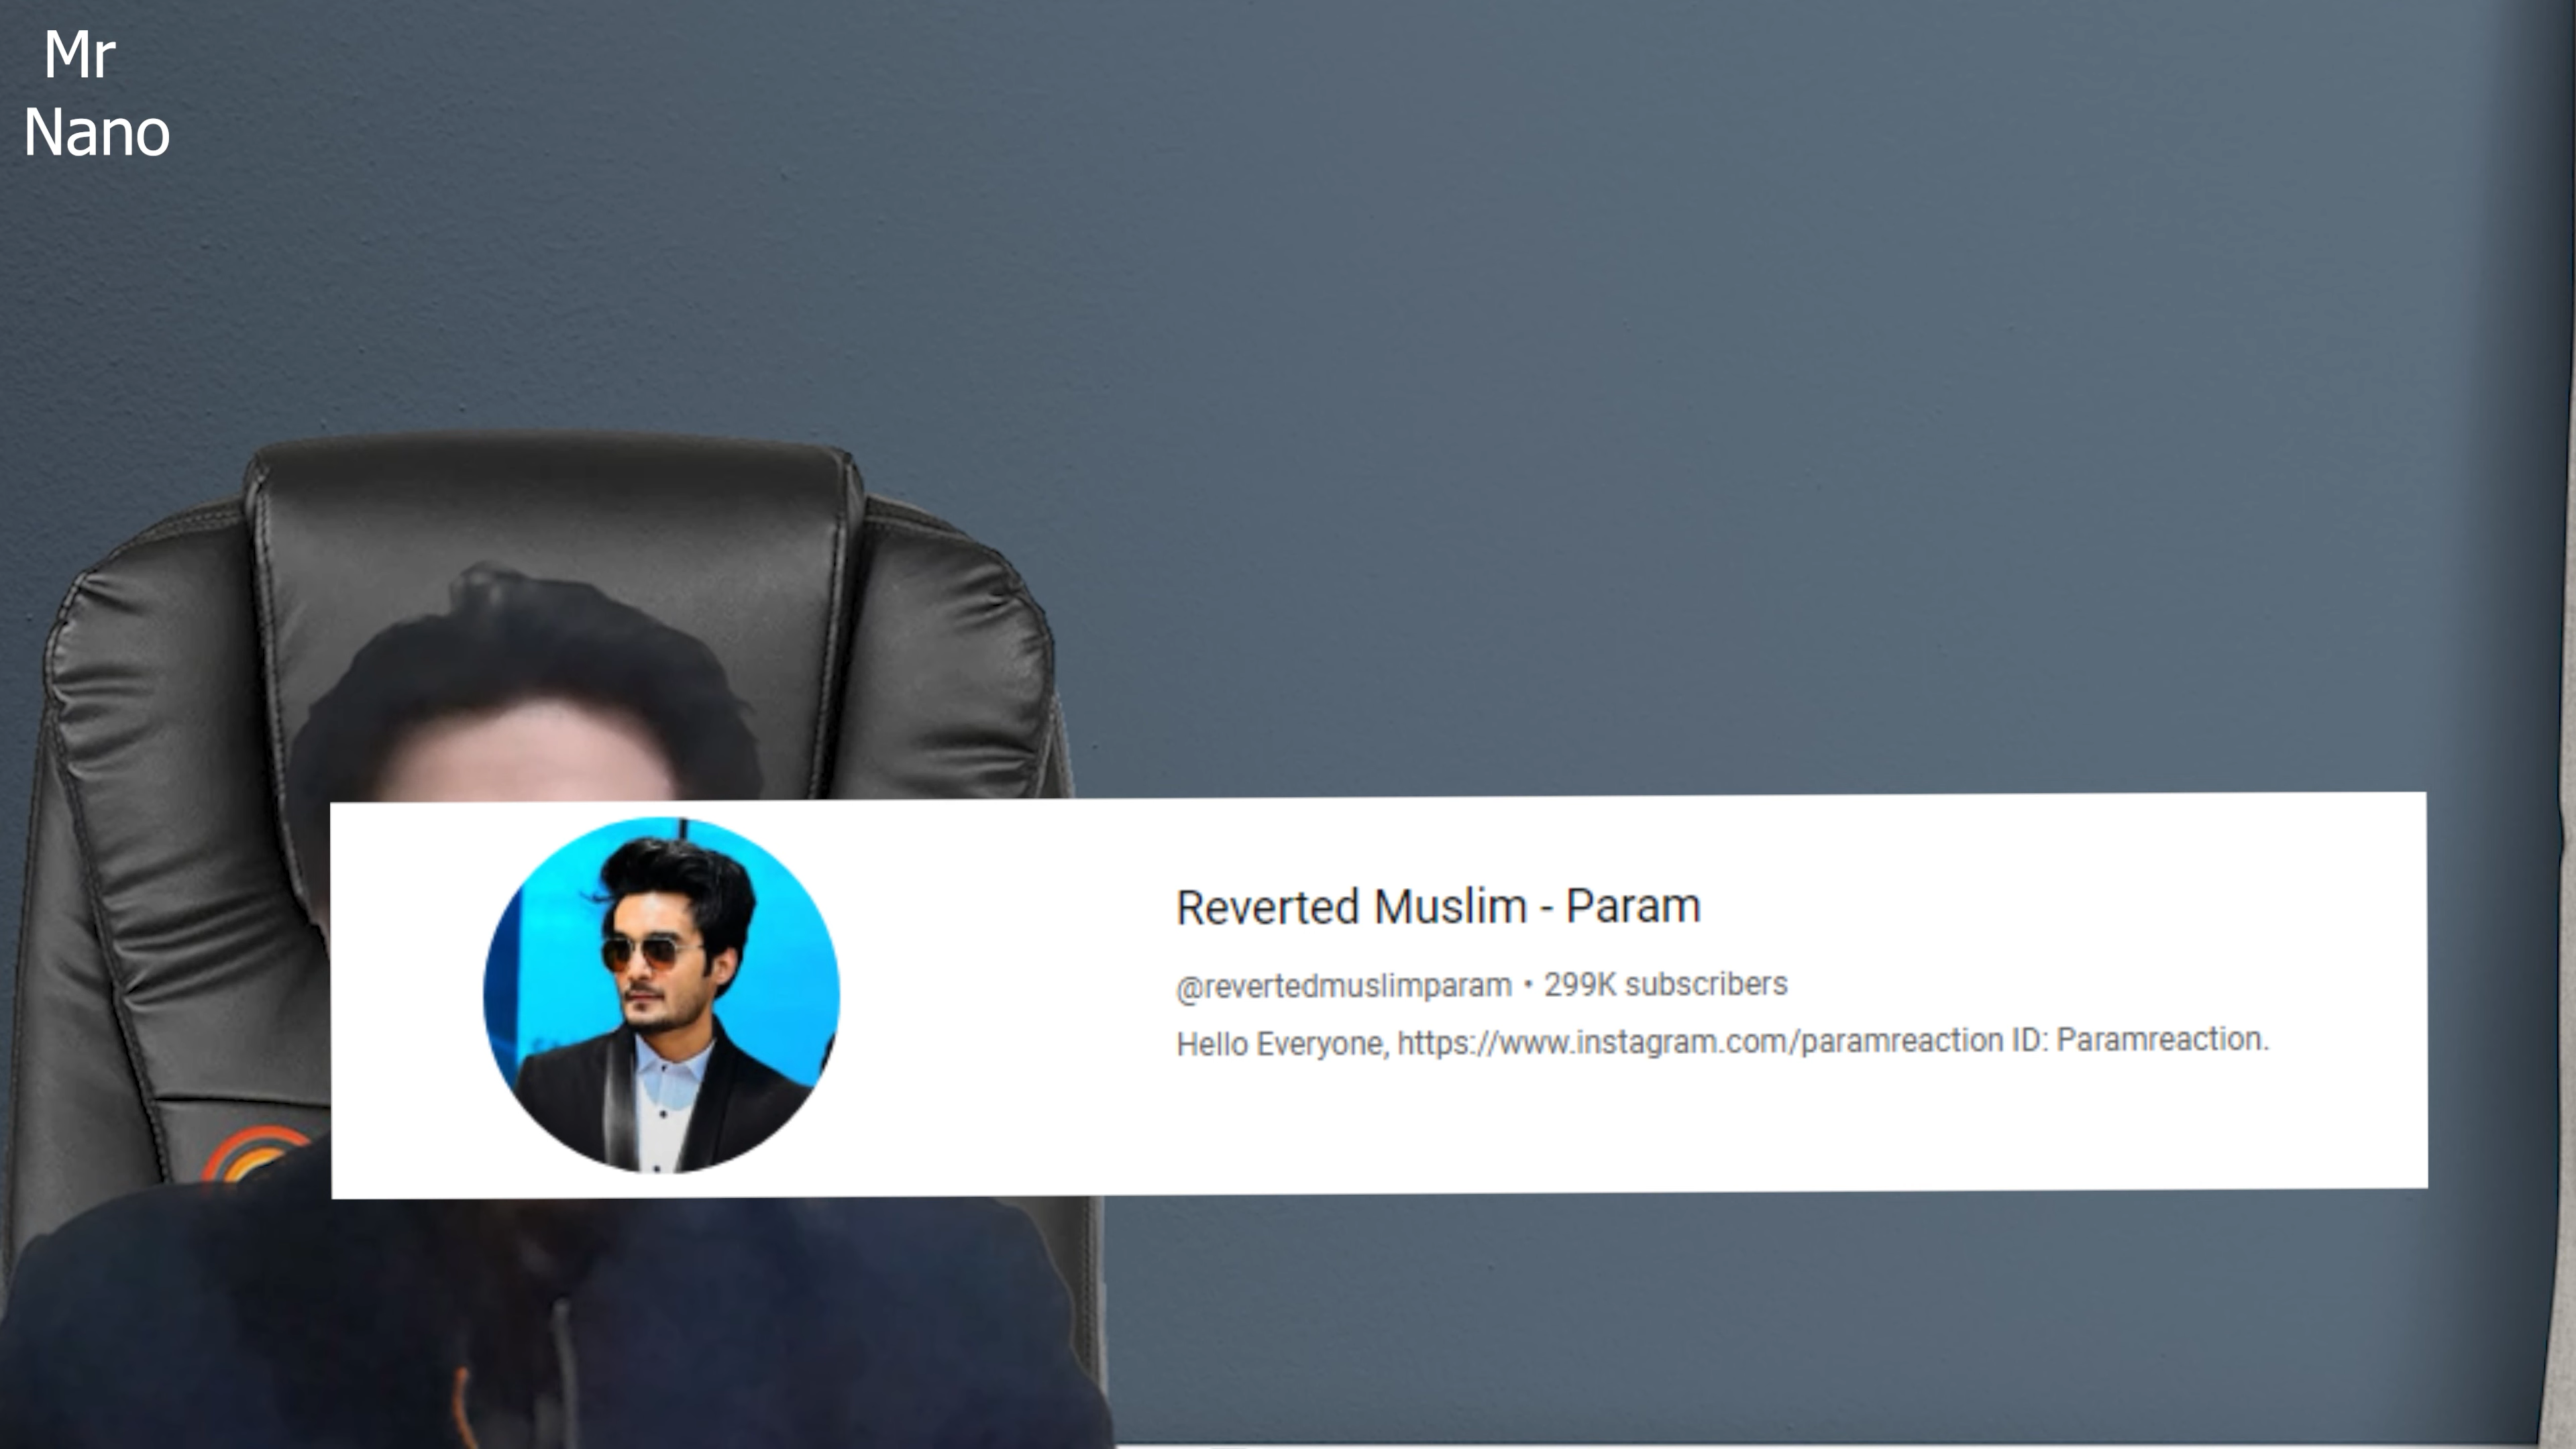 Mr
Nano
Reverted Muslim - Param
@revertedmuslimparam • 299K subscribers
Hello Everyone, https://www.instagram.com/paramreaction ID: Paramreaction.